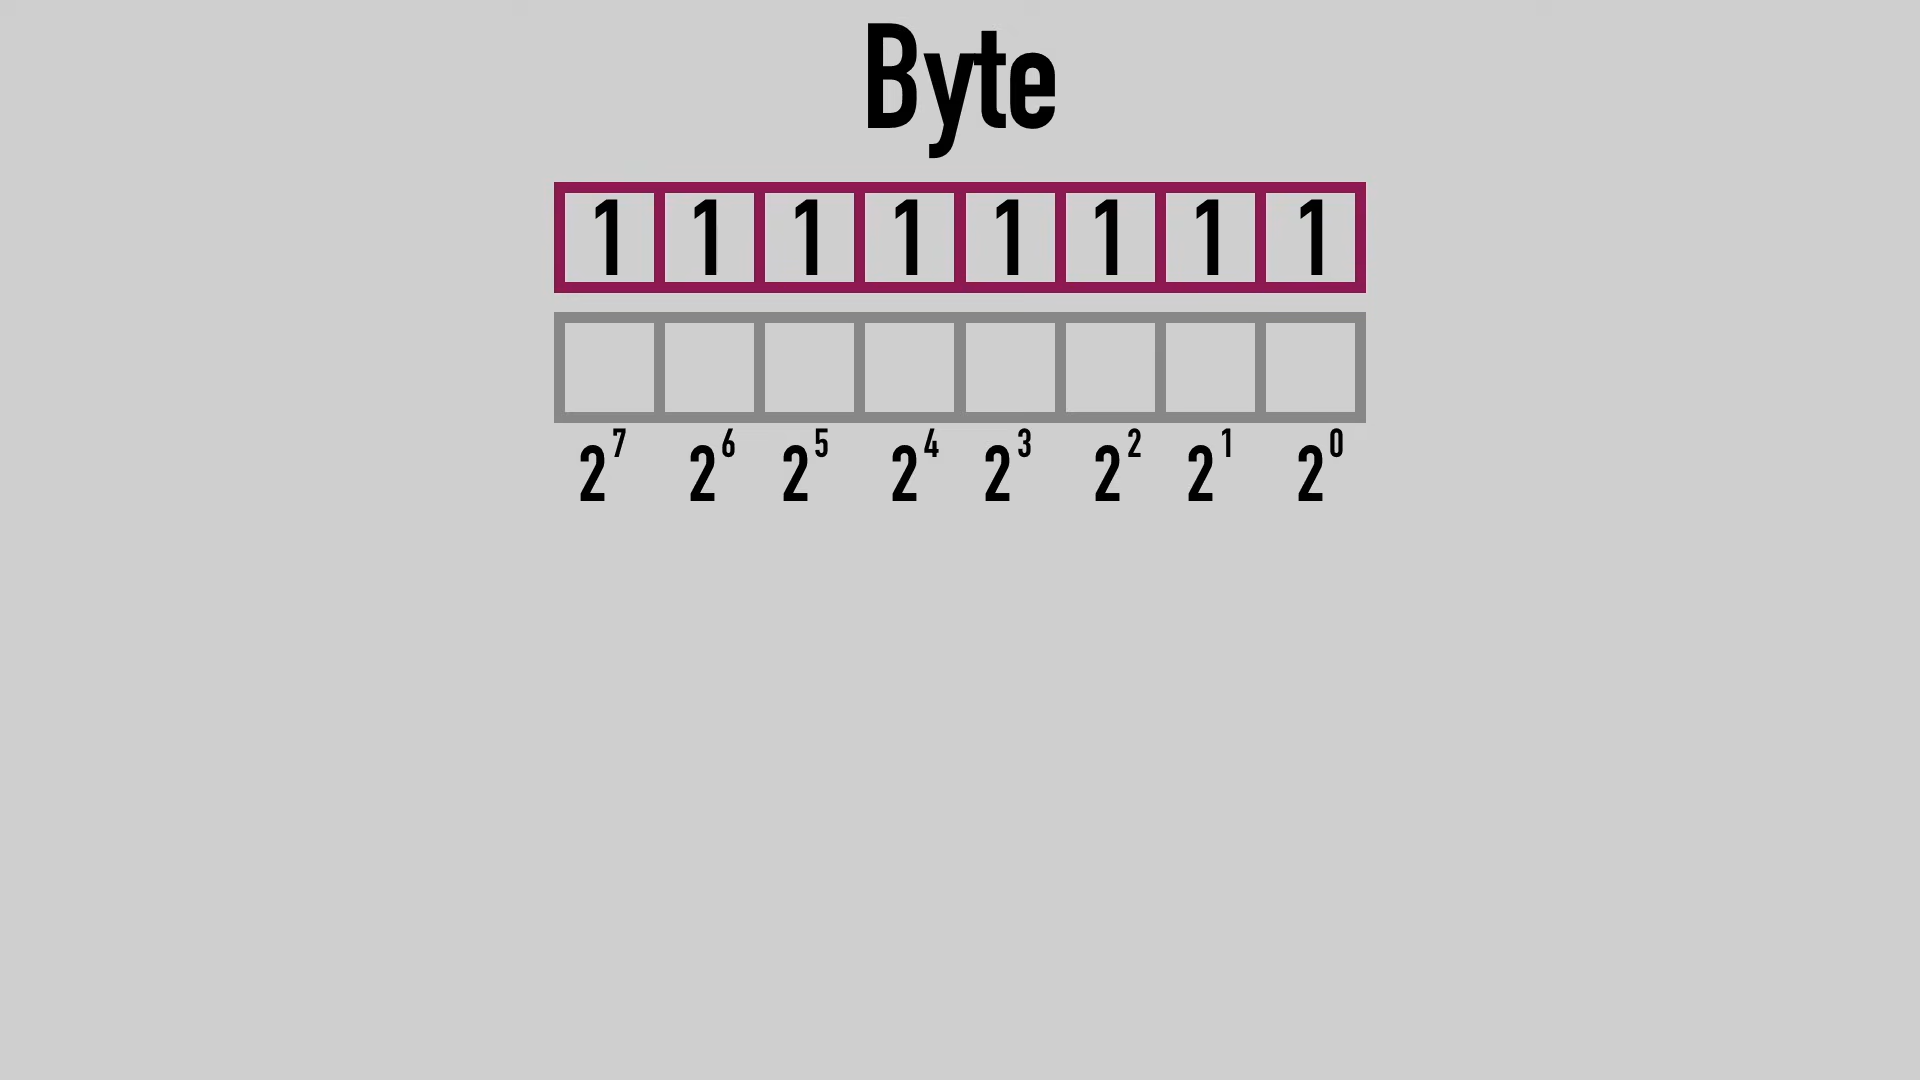 Byte
1 1 1 1 1 1 1 1
2⁷ 2⁶ 2⁵ 2⁴ 2³ 2² 2¹ 2⁰